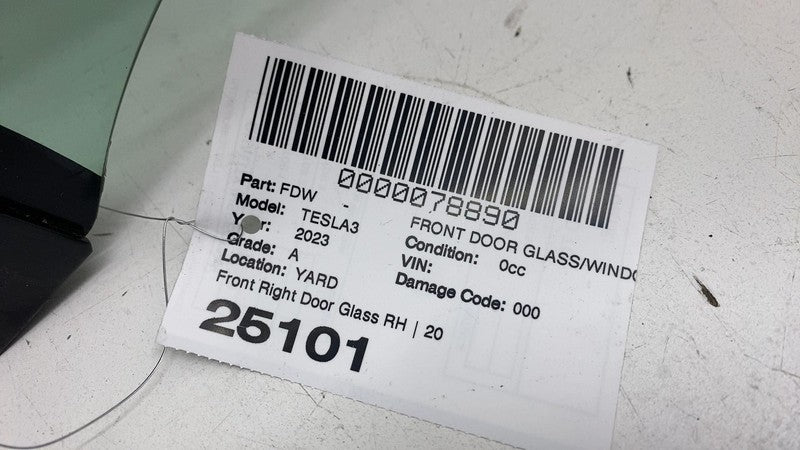 0000078890
Part: FDW - FRONT DOOR GLASS/WINDO
Model: TESLA3 Condition: 0cc
Year: 2023 VIN:
Grade: A Damage Code: 000
Location: YARD
Front Right Door Glass RH | 20
25101